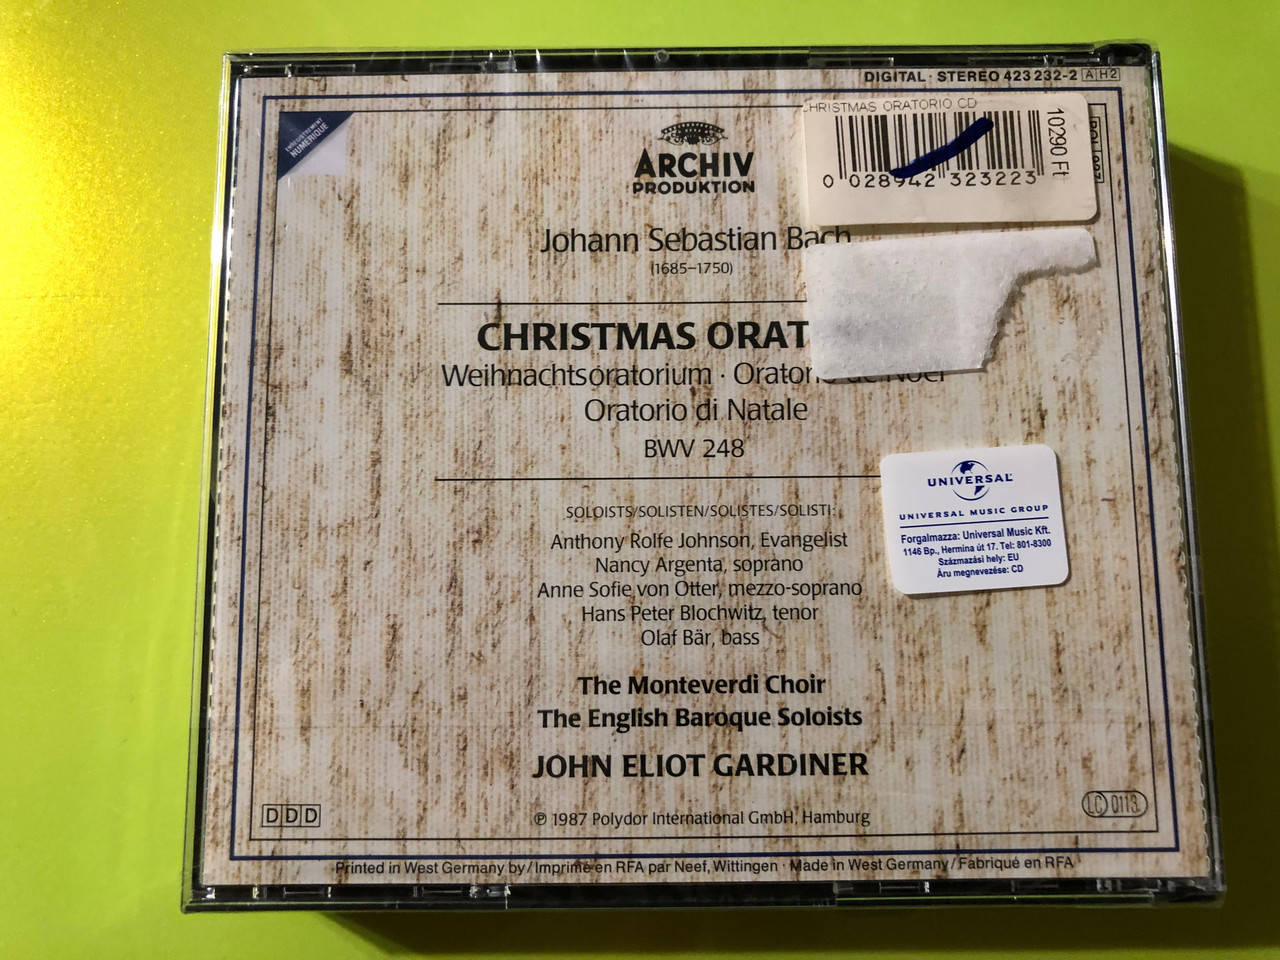 DIGITAL · STEREO 423 232-2 A H 2
ENREGISTREMENT
NUMÉRIQUE
CHRISTMAS ORATORIO CD
10290 Ft
0 028942 323223
ARCHIV
PRODUKTION
Johann Sebastian Bach
(1685–1750)
CHRISTMAS ORAT
Weihnachtsoratorium · Oratorio de Noël
Oratorio di Natale
BWV 248
SOLOISTS/SOLISTEN/SOLISTES/SOLISTI:
Anthony Rolfe Johnson, Evangelist
Nancy Argenta, soprano
Anne Sofie von Otter, mezzo-soprano
Hans Peter Blochwitz, tenor
Olaf Bär, bass
The Monteverdi Choir
The English Baroque Soloists
JOHN ELIOT GARDINER
UNIVERSAL
UNIVERSAL MUSIC GROUP
Forgalmazza: Universal Music Kft.
1146 Bp., Hermina út 17. Tel: 801-8300
Származási hely: EU
Áru megnevezése: CD
DDD
℗ 1987 Polydor International GmbH, Hamburg
LC 0113
Printed in West Germany by / Imprimé en RFA par Neef, Wittingen · Made in West Germany / Fabriqué en RFA